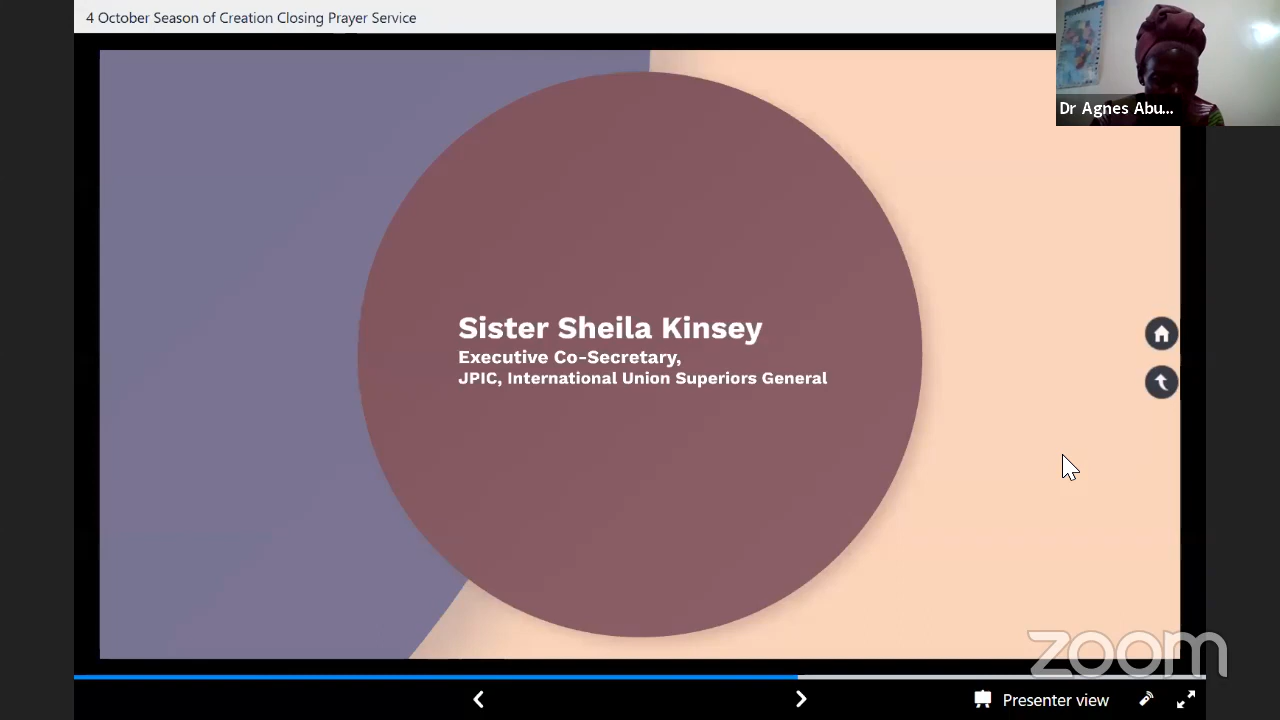 4 October Season of Creation Closing Prayer Service
Dr Agnes Abu...
Sister Sheila Kinsey
Executive Co-Secretary,
JPIC, International Union Superiors General
zoom
Presenter view